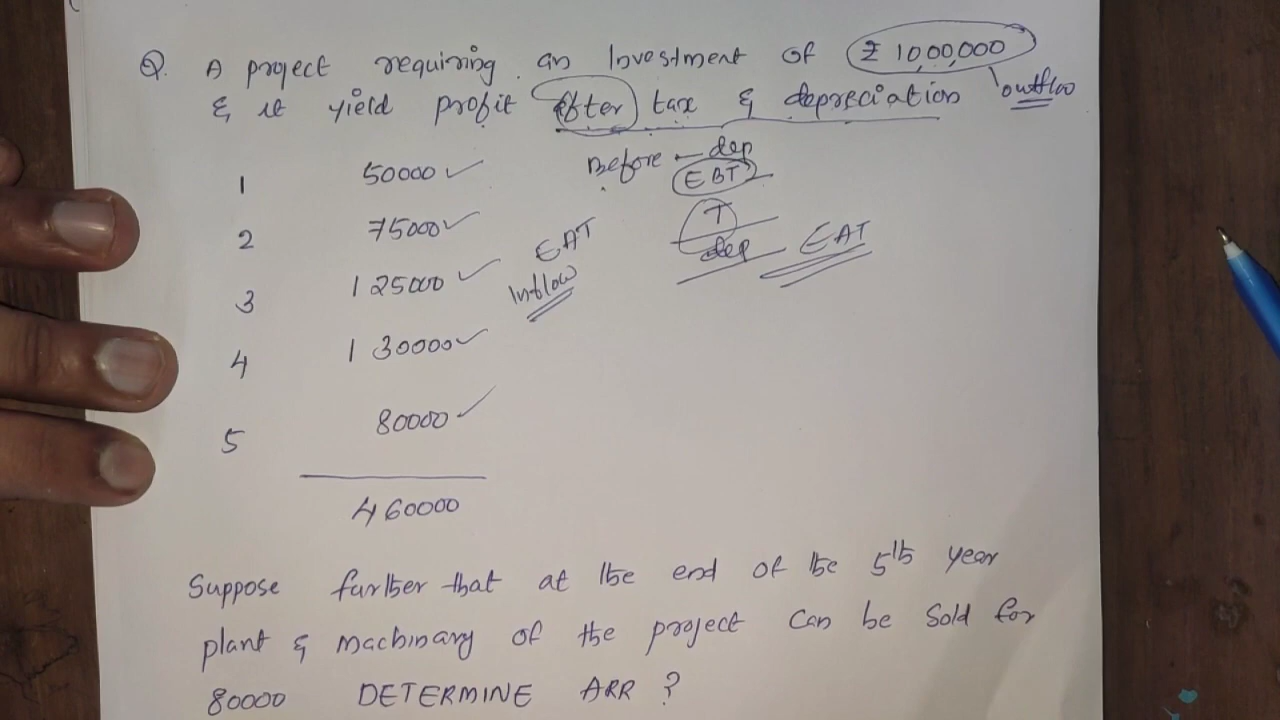 Q. A project requiring an Investment of ₹ 10,00,000
& it yield profit after tax & depreciation outflow
Before dep
1 50000 ✓ EBT
2 75000 ✓ T
EAT dep EAT
3 125000 ✓ Inflow
4 130000 ✓
5 80000 ✓
460000
Suppose further that at the end of the 5th year
plant & machinary of the project can be sold for
80000 DETERMINE ARR ?